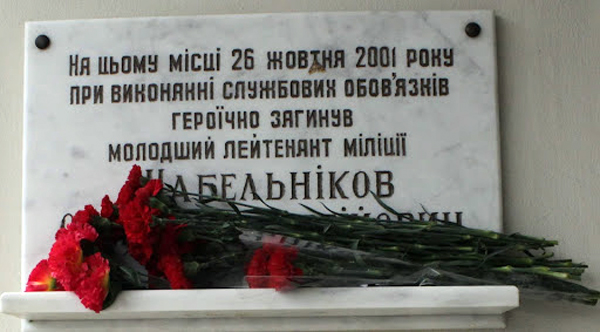 На цьому місці 26 жовтня 2001 року
при виконанні службових обов'язків
героїчно загинув
молодший лейтенант міліції